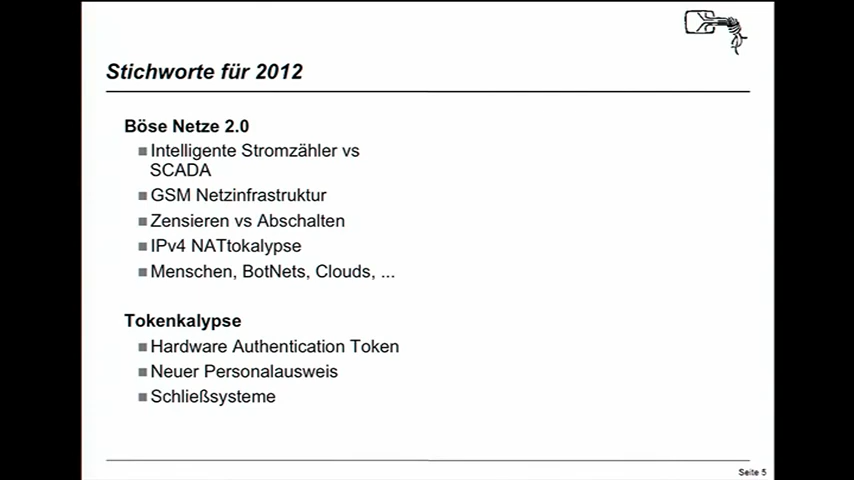 Stichworte für 2012
Böse Netze 2.0
Intelligente Stromzähler vs
SCADA
GSM Netzinfrastruktur
Zensieren vs Abschalten
IPv4 NATtokalypse
Menschen, BotNets, Clouds, ...
Tokenkalypse
Hardware Authentication Token
Neuer Personalausweis
Schließsysteme
Seite 5